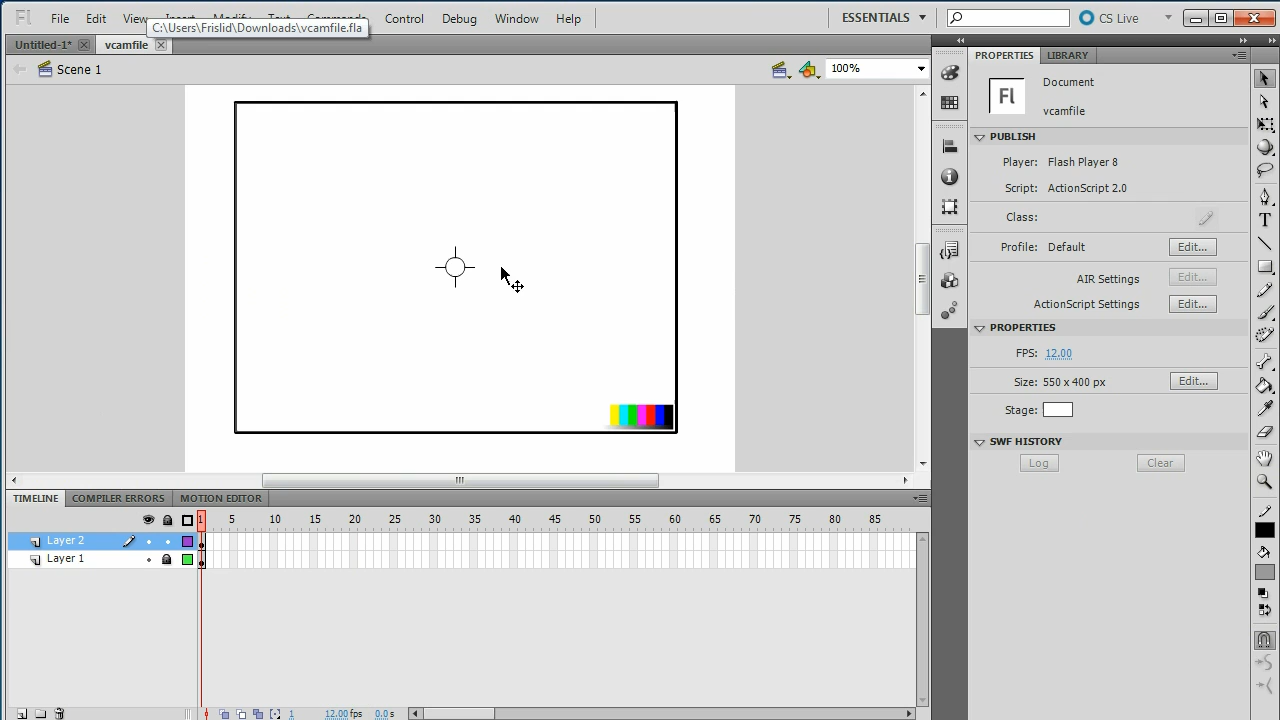 Fl File Edit View Insert Modify Text Commands Control Debug Window Help ESSENTIALS CS Live
C:\Users\Frislid\Downloads\vcamfile.fla
Untitled-1* vcamfile
Scene 1 100%
PROPERTIES LIBRARY
Fl
Document
vcamfile
PUBLISH
Player: Flash Player 8
Script: ActionScript 2.0
Class:
Profile: Default Edit...
AIR Settings Edit...
ActionScript Settings Edit...
PROPERTIES
FPS: 12.00
Size: 550 x 400 px Edit...
Stage:
SWF HISTORY
Log Clear
TIMELINE COMPILER ERRORS MOTION EDITOR
1 5 10 15 20 25 30 35 40 45 50 55 60 65 70 75 80 85
Layer 2
Layer 1
1 12.00 fps 0.0 s